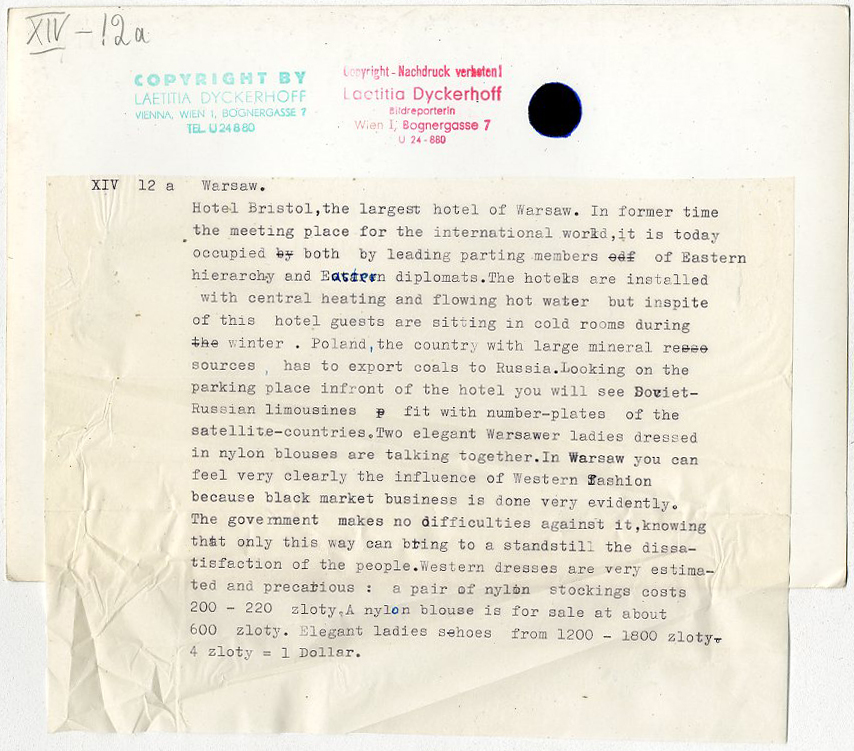 XIV - 12a
COPYRIGHT BY
LAETITIA DYCKERHOFF
VIENNA, WIEN 1, BOGNERGASSE 7
TEL. U 24 8 80
Copyright - Nachdruck verboten!
Laetitia Dyckerhoff
Bildreporterin
Wien I, Bognergasse 7
U 24-880
XIV 12 a Warsaw.
Hotel Bristol,the largest hotel of Warsaw. In former time
the meeting place for the international world,it is today
occupied by both by leading parting members odf of Eastern
hierarchy and Eastern diplomats.The hotels are installed
with central heating and flowing hot water but inspite
of this hotel guests are sitting in cold rooms during
the winter . Poland,the country with large mineral reseo
sources , has to export coals to Russia.Looking on the
parking place infront of the hotel you will see Soviet-
Russian limousines p fit with number-plates of the
satellite-countries.Two elegant Warsawer ladies dressed
in nylon blouses are talking together.In Warsaw you can
feel very clearly the influence of Western fashion
because black market business is done very evidently.
The government makes no difficulties against it,knowing
that only this way can bring to a standstill the dissa-
tisfaction of the people.Western dresses are very estima-
ted and precarious : a pair of nylon stockings costs
200 - 220 zloty.A nylon blouse is for sale at about
600 zloty. Elegant ladies sehoes from 1200 - 1800 zloty.
4 zloty = 1 Dollar.